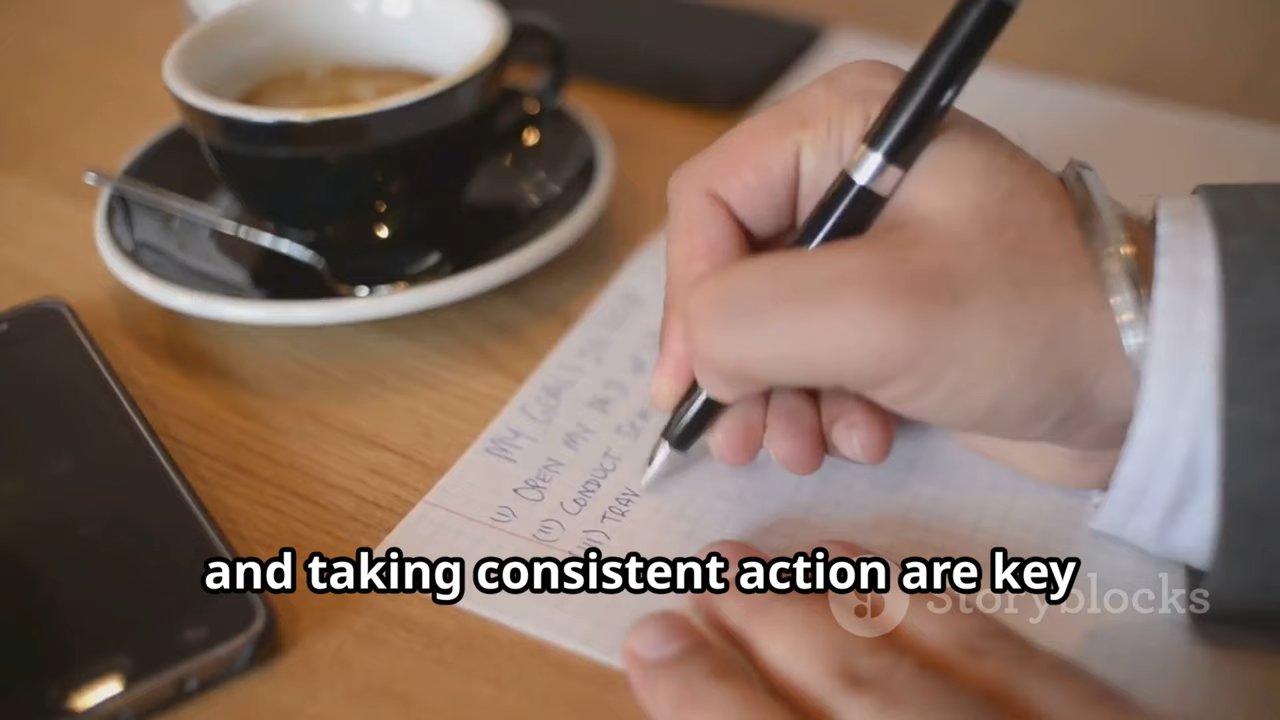 MY GOALS
(I) OPEN MY
(II) CONDUCT
(III) TRAV
and taking consistent action are key
Storyblocks